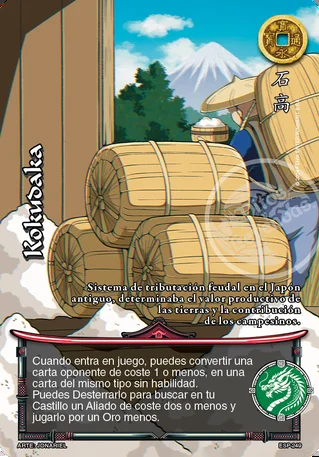 石高
Kokudaka
Sistema de tributación feudal en el Japón
antiguo, determinaba el valor productivo de
las tierras y la contribución
de los campesinos.
Cuando entra en juego, puedes convertir una
carta oponente de coste 1 o menos, en una
carta del mismo tipo sin habilidad.
Puedes Desterrarlo para buscar en tu
Castillo un Aliado de coste dos o menos y
jugarlo por un Oro menos.
ARTE: JONARIEL
ESP 249